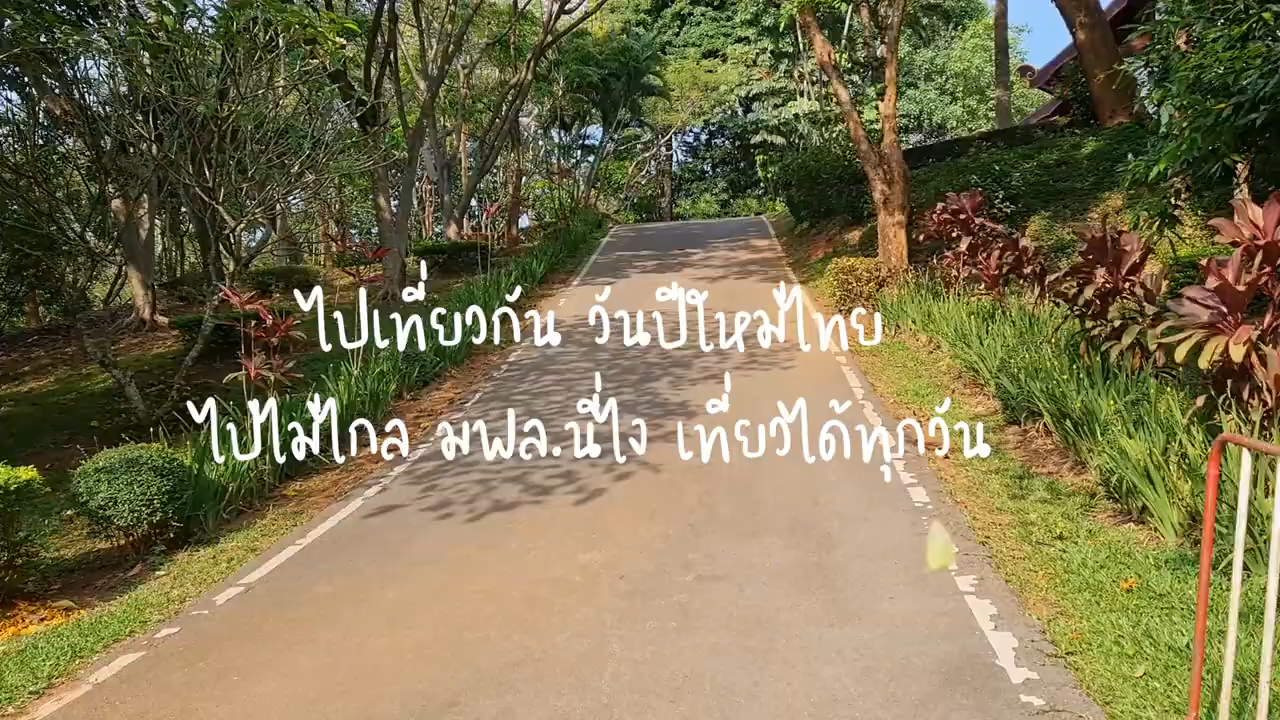 ไปเที่ยวกัน วันปีใหม่ไทย
ไปไม่ไกล มฟล.นี่ไง เที่ยวได้ทุกวัน